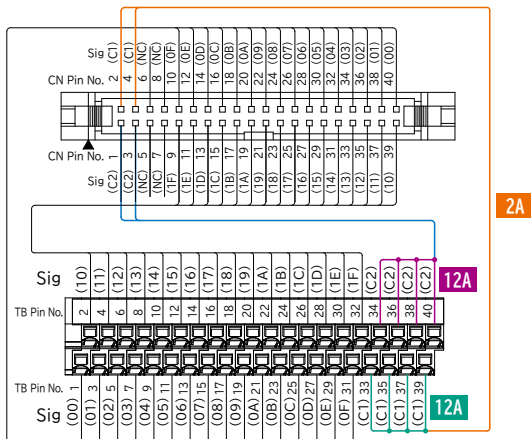 Sig (C1) (C1) (NC) (NC) (0F) (0E) (0D) (0C) (0B) (0A) (09) (08) (07) (06) (05) (04) (03) (02) (01) (00)
CN Pin No. 2 4 6 8 10 12 14 16 18 20 22 24 26 28 30 32 34 36 38 40
CN Pin No. 1 3 5 7 9 11 13 15 17 19 21 23 25 27 29 31 33 35 37 39
Sig (C2) (C2) (NC) (NC) (1F) (1E) (1D) (1C) (1B) (1A) (19) (18) (17) (16) (15) (14) (13) (12) (11) (10)
2A
Sig (10) (11) (12) (13) (14) (15) (16) (17) (18) (19) (1A) (1B) (1C) (1D) (1E) (1F) (C2) (C2) (C2) (C2)
12A
TB Pin No. 2 4 6 8 10 12 14 16 18 20 22 24 26 28 30 32 34 36 38 40
TB Pin No. 1 3 5 7 9 11 13 15 17 19 21 23 25 27 29 31 33 35 37 39
Sig (00) (01) (02) (03) (04) (05) (06) (07) (08) (09) (0A) (0B) (0C) (0D) (0E) (0F) (C1) (C1) (C1) (C1)
12A